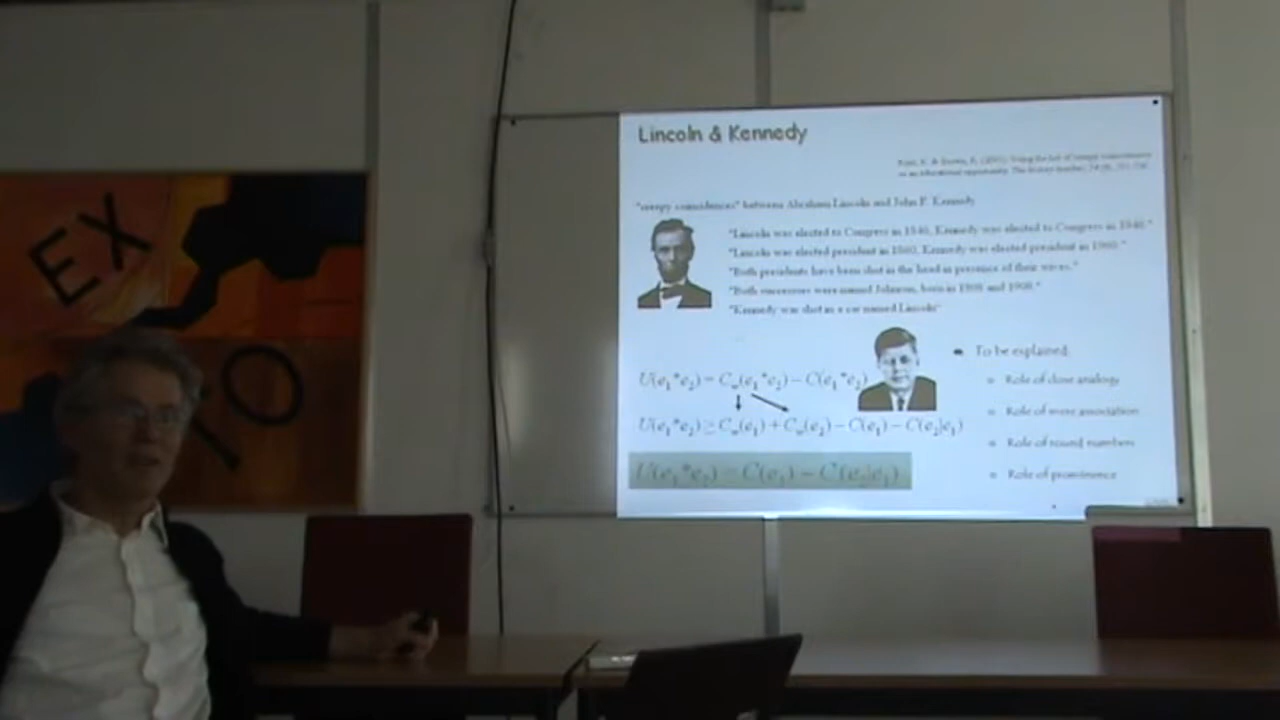 EX
PO
Lincoln & Kennedy
"creepy coincidences" between Abraham Lincoln and John F. Kennedy
"Lincoln was elected to Congress in 1846, Kennedy was elected to Congress in 1946."
"Lincoln was elected president in 1860, Kennedy was elected president in 1960."
"Both presidents have been shot in the head in presence of their wives."
"Both successors were named Johnson, born in 1808 and 1908."
"Kennedy was shot in a car named Lincoln"
To be explained:
U(e₁*e₂) = Cw(e₁*e₂) – C(e₁*e₂)
Role of close analogy
Role of mere association
U(e₁*e₂) ≥ Cw(e₁) + Cw(e₂) – C(e₁) – C(e₂|e₁)
Role of round numbers
U(e₁*e₂) = C(e₁) – C(e₂|e₁)
Role of prominence